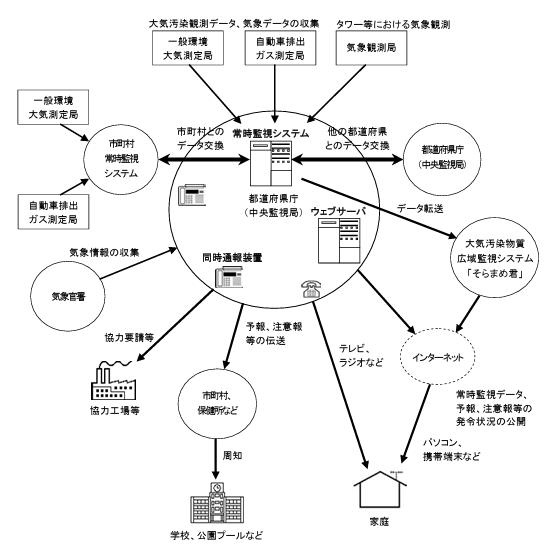 大気汚染観測データ、気象データの収集
タワー等における気象観測
一般環境
大気測定局
自動車排出
ガス測定局
気象観測局
一般環境
大気測定局
市町村
常時監視
システム
自動車排出
ガス測定局
市町村との
データ交換
常時監視システム
他の都道府県
とのデータ交換
都道府県庁
（中央監視局）
都道府県庁
（中央監視局）
ウェブサーバ
データ転送
大気汚染物質
広域監視システム
「そらまめ君」
気象情報の収集
気象官署
同時通報装置
協力要請等
予報、注意報
等の伝送
テレビ、
ラジオなど
インターネット
協力工場等
市町村、
保健所など
常時監視データ、
予報、注意報等の
発令状況の公開
パソコン、
携帯端末など
周知
学校、公園プールなど
家庭